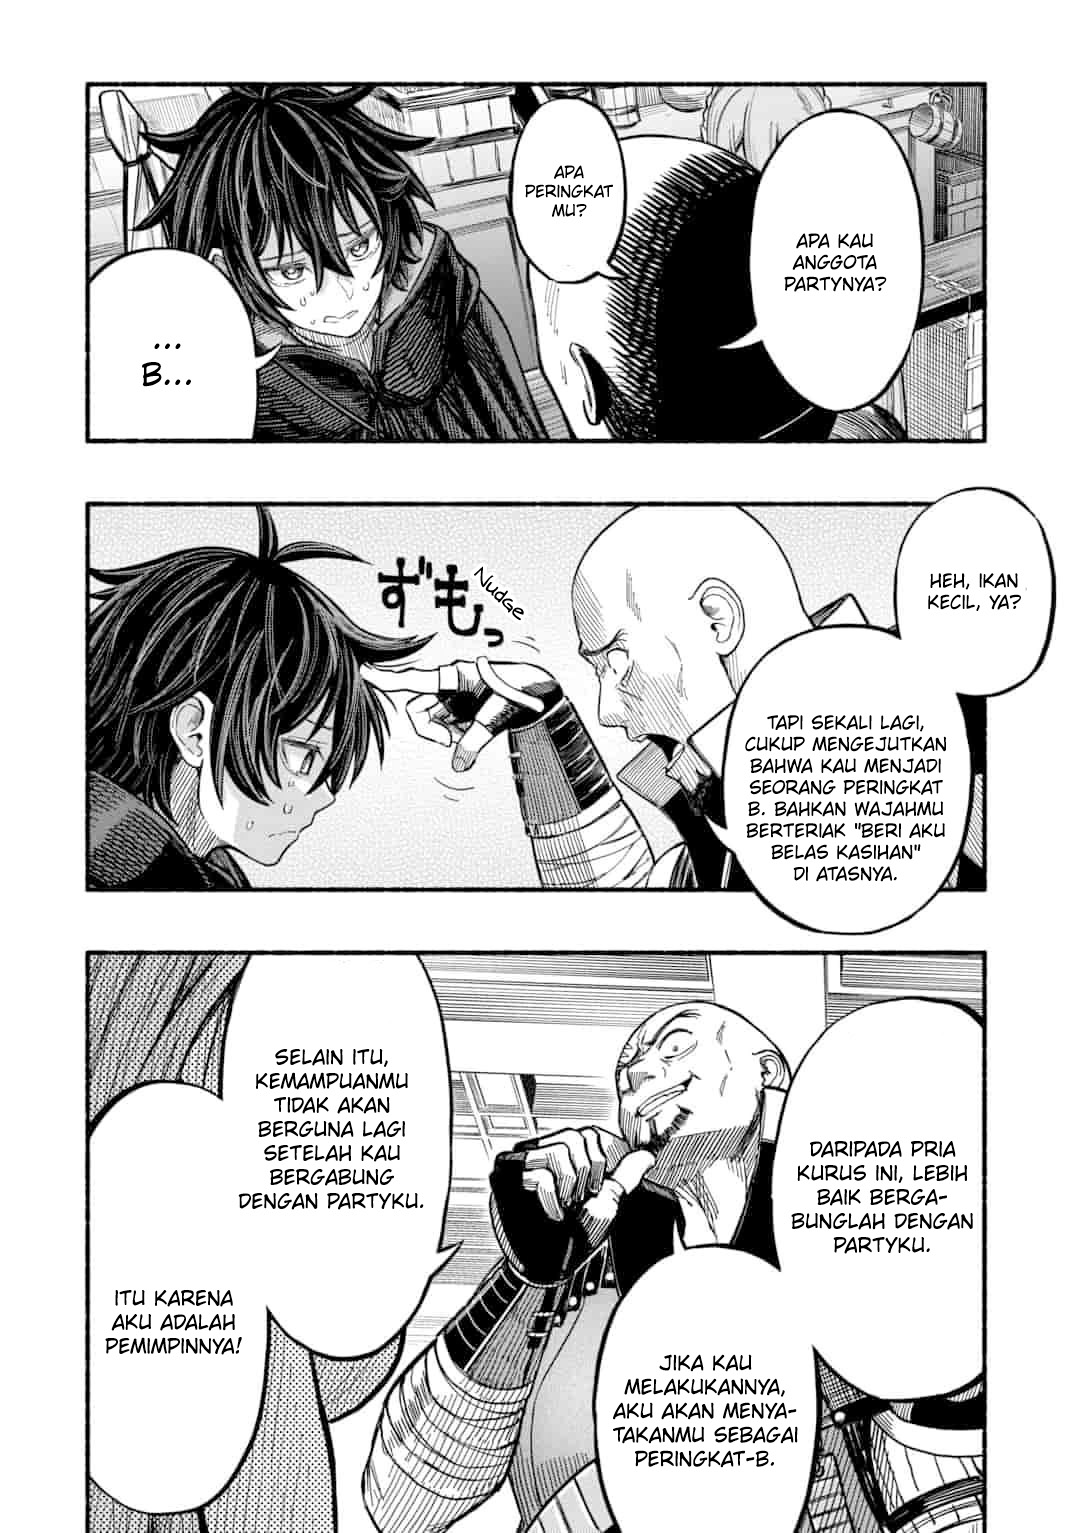 APA KAU
ANGGOTA
PARTYNYA?
APA
PERINGKAT
MU?
...
B...
HEH, IKAN
KECIL, YA?
TAPI SEKALI LAGI,
CUKUP MENGEJUTKAN
BAHWA KAU MENJADI
SEORANG PERINGKAT
B. BAHKAN WAJAHMU
BERTERIAK "BERI AKU
BELAS KASIHAN"
DI ATASNYA.
Nudge
ずもっ
DARIPADA PRIA
KURUS INI, LEBIH
BAIK BERGA-
BUNGLAH DENGAN
PARTYKU.
JIKA KAU
MELAKUKANNYA,
AKU AKAN MENYA-
TAKANMU SEBAGAI
PERINGKAT-B.
SELAIN ITU,
KEMAMPUANMU
TIDAK AKAN
BERGUNA LAGI
SETELAH KAU
BERGABUNG
DENGAN PARTYKU.
ITU KARENA
AKU ADALAH
PEMIMPINNYA!